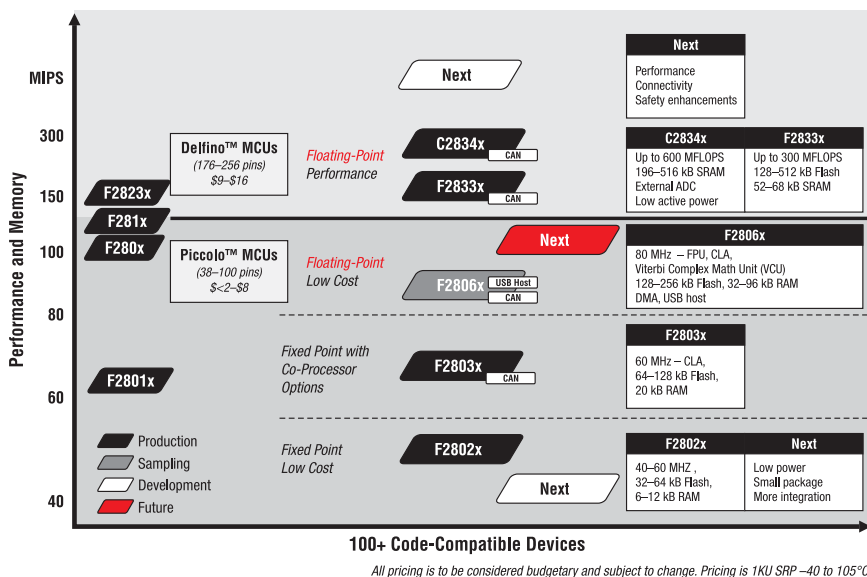 Performance and Memory
MIPS
300
150
100
80
60
40
F2823x
F281x
F280x
F2801x
Delfino™ MCUs
(176–256 pins)
$9–$16
Piccolo™ MCUs
(38–100 pins)
$<2–$8
Production
Sampling
Development
Future
Next
Floating-Point
Performance
C2834x
CAN
F2833x
CAN
Floating-Point
Low Cost
Next
F2806x
USB Host
CAN
Fixed Point with
Co-Processor
Options
F2803x
CAN
Fixed Point
Low Cost
F2802x
Next
Next
Performance
Connectivity
Safety enhancements
C2834x
Up to 600 MFLOPS
196–516 kB SRAM
External ADC
Low active power
F2833x
Up to 300 MFLOPS
128–512 kB Flash
52–68 kB SRAM
F2806x
80 MHz – FPU, CLA,
Viterbi Complex Math Unit (VCU)
128–256 kB Flash, 32–96 kB RAM
DMA, USB host
F2803x
60 MHz – CLA,
64–128 kB Flash,
20 kB RAM
F2802x
40–60 MHZ ,
32–64 kB Flash,
6–12 kB RAM
Next
Low power
Small package
More integration
100+ Code-Compatible Devices
All pricing is to be considered budgetary and subject to change. Pricing is 1KU SRP –40 to 105°C